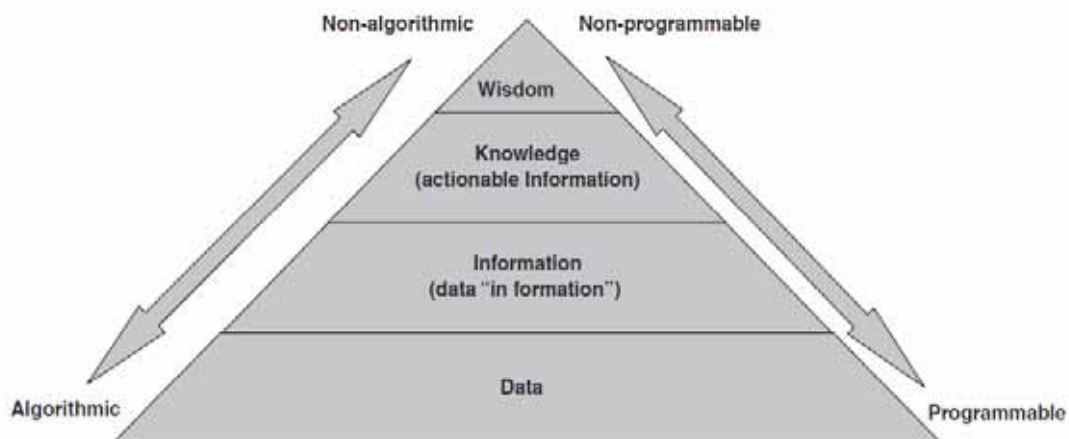 Non-algorithmic
Non-programmable
Wisdom
Knowledge
(actionable Information)
Information
(data “in formation”)
Data
Algorithmic
Programmable